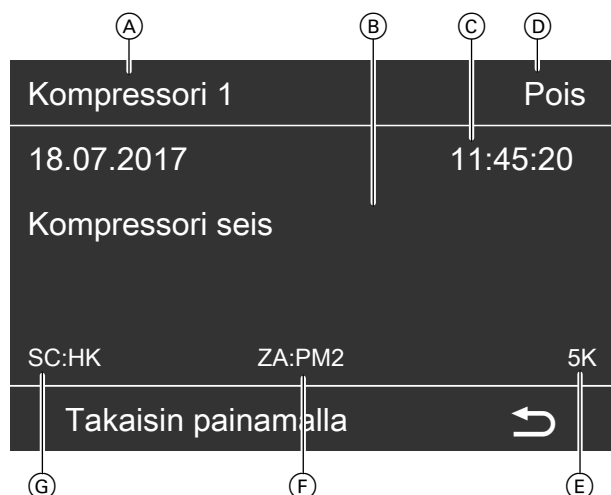 A B C D
Kompressori 1 Pois
18.07.2017 11:45:20
Kompressori seis
SC:HK ZA:PM2 5K
Takaisin painamalla
G F E